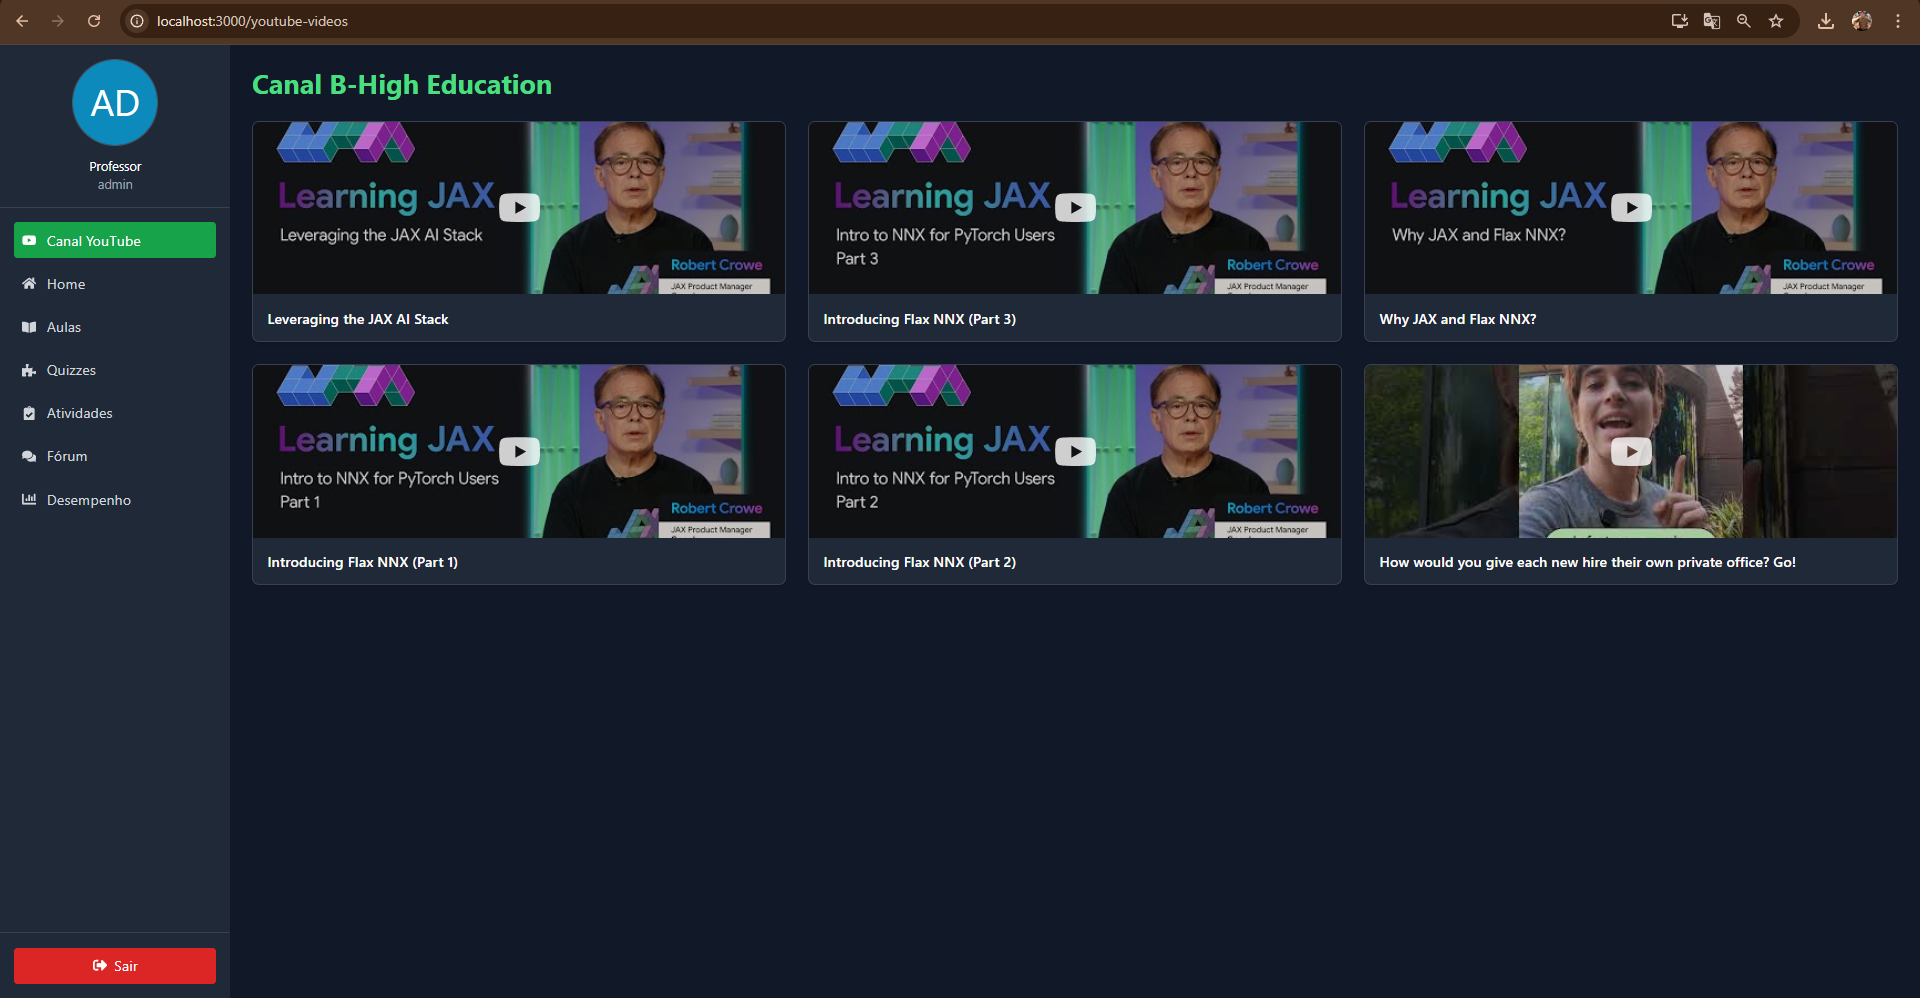 localhost:3000/youtube-videos
AD
Professor
admin
Canal YouTube
Home
Aulas
Quizzes
Atividades
Fórum
Desempenho
Sair
Canal B-High Education
Learning JAX
Leveraging the JAX AI Stack
Robert Crowe
JAX Product Manager
Leveraging the JAX AI Stack
Learning JAX
Intro to NNX for PyTorch Users
Part 3
Robert Crowe
JAX Product Manager
Introducing Flax NNX (Part 3)
Learning JAX
Why JAX and Flax NNX?
Robert Crowe
JAX Product Manager
Why JAX and Flax NNX?
Learning JAX
Intro to NNX for PyTorch Users
Part 1
Robert Crowe
JAX Product Manager
Introducing Flax NNX (Part 1)
Learning JAX
Intro to NNX for PyTorch Users
Part 2
Robert Crowe
JAX Product Manager
Introducing Flax NNX (Part 2)
How would you give each new hire their own private office? Go!